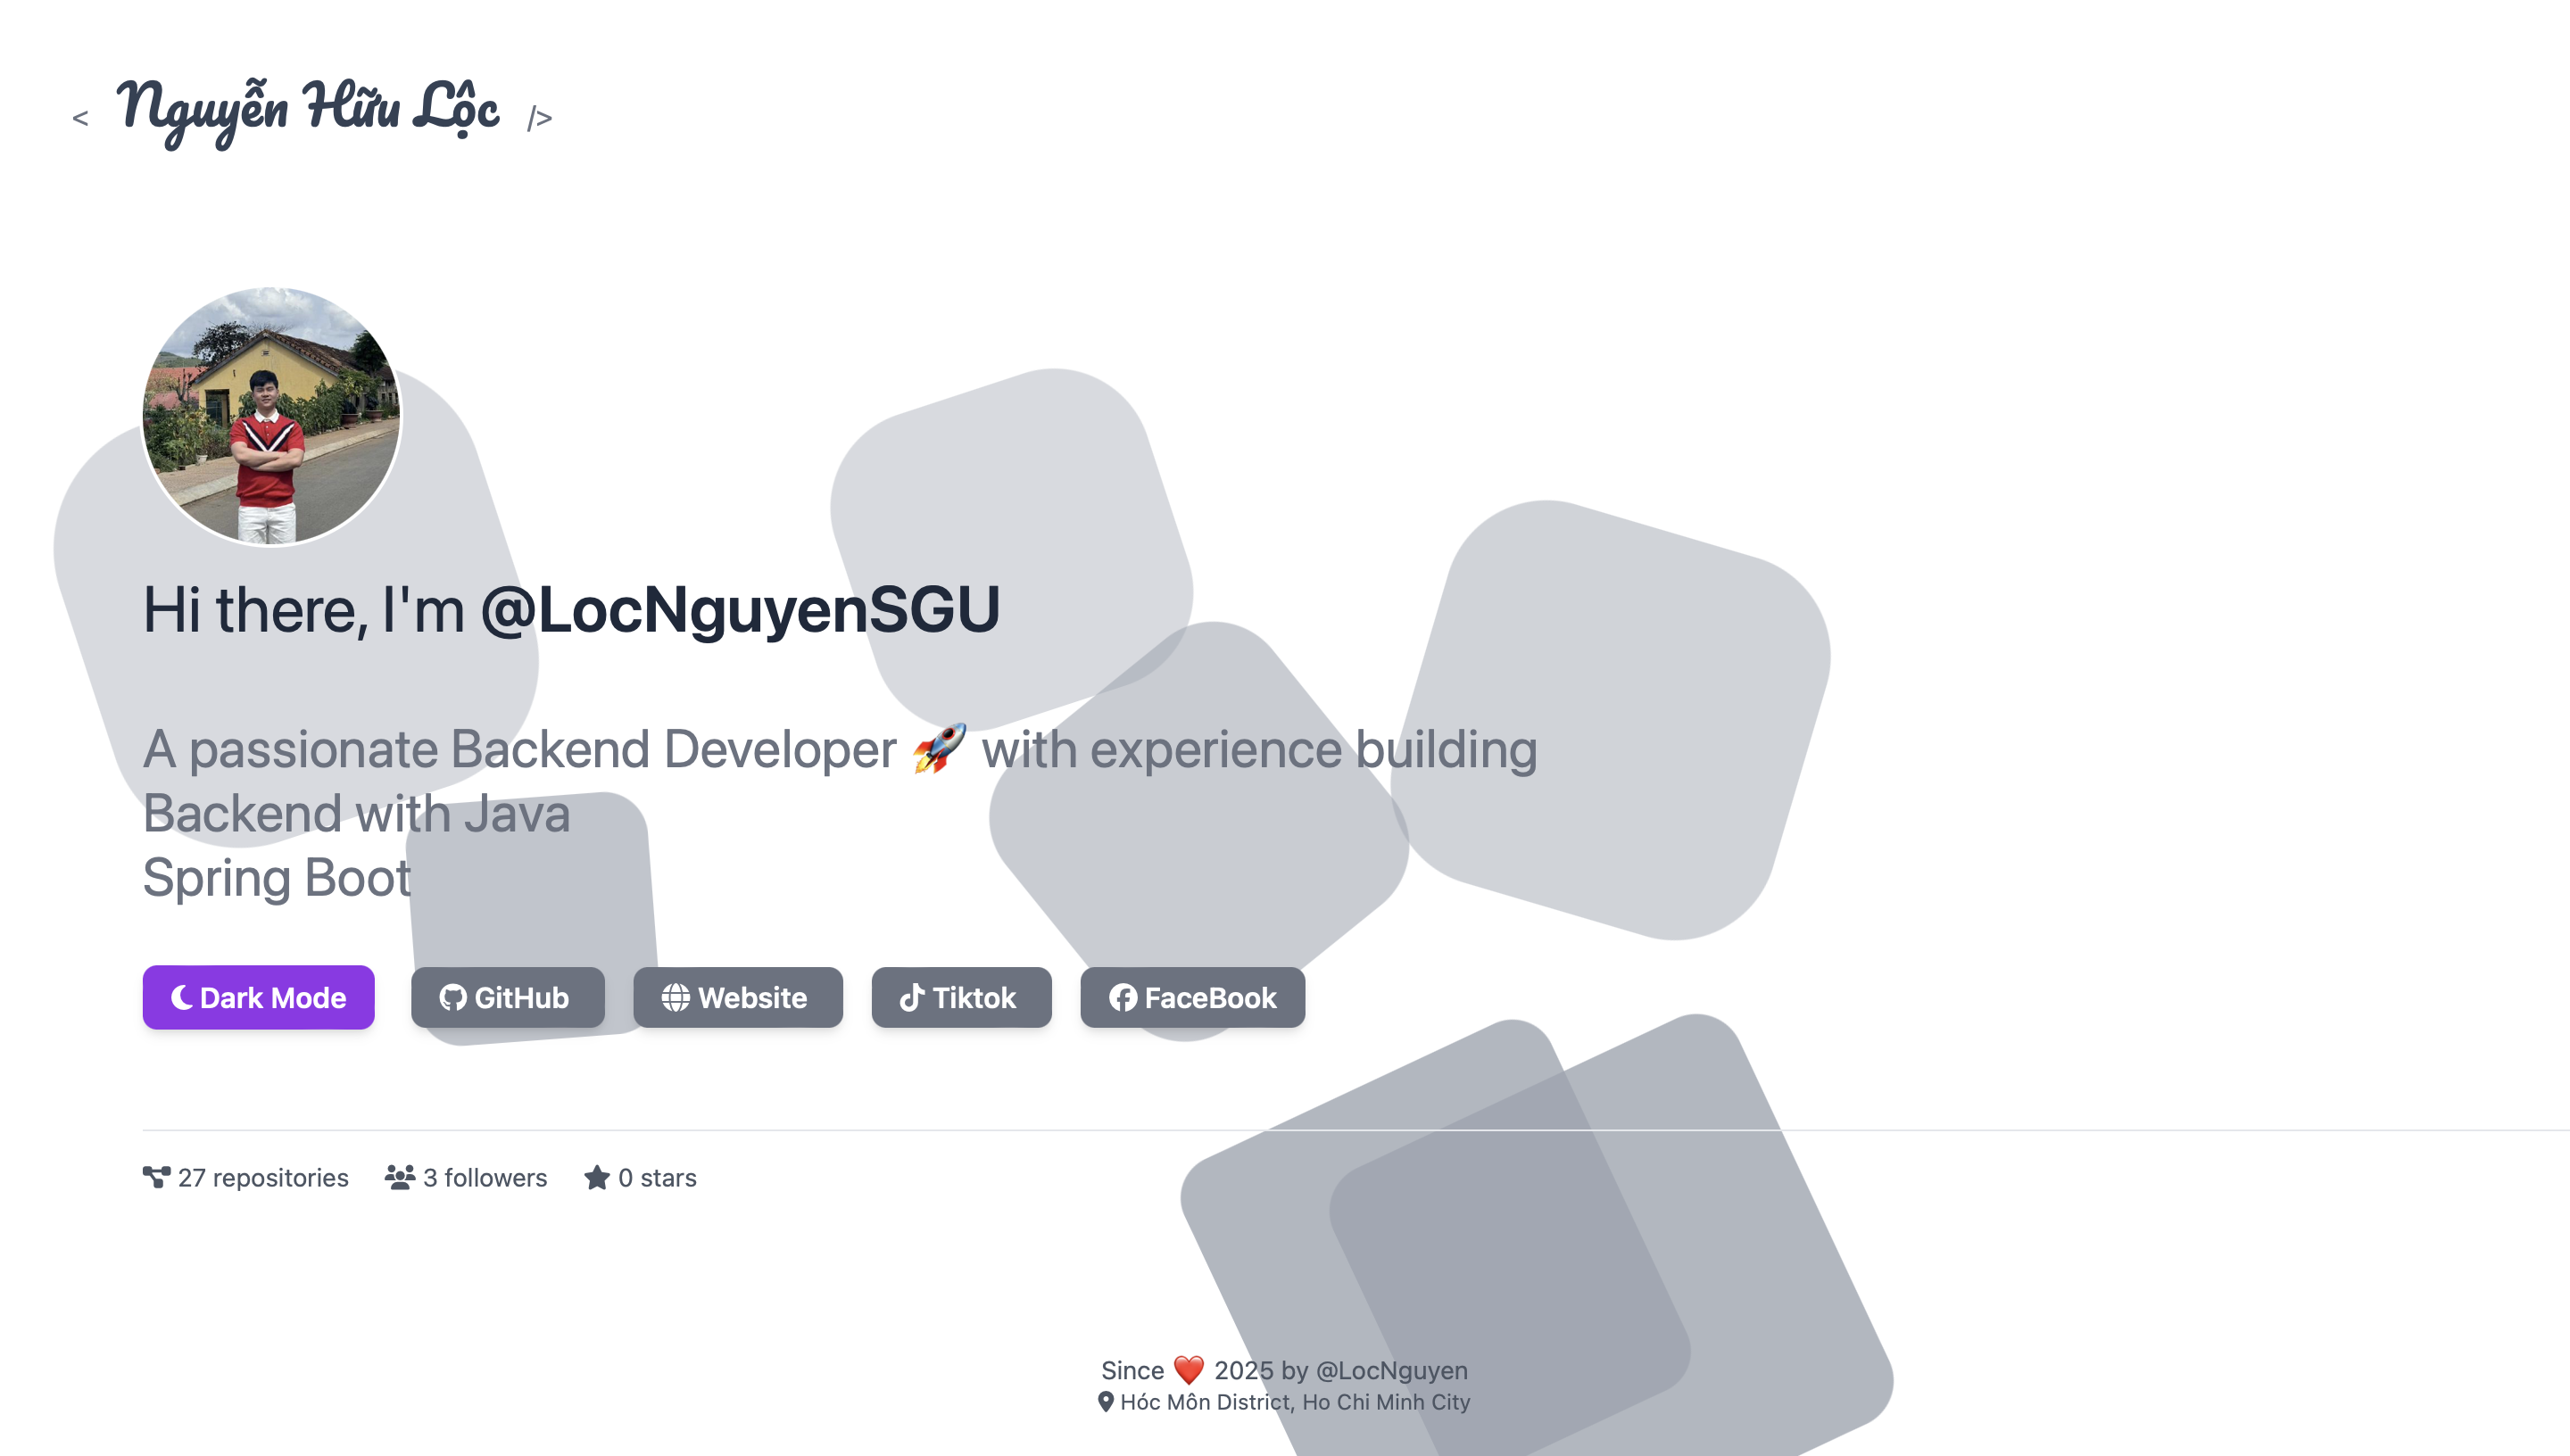 < Nguyễn Hữu Lộc />
Hi there, I'm @LocNguyenSGU
A passionate Backend Developer 🚀 with experience building
Backend with Java
Spring Boot
Dark Mode GitHub Website Tiktok FaceBook
27 repositories 3 followers 0 stars
Since ❤️ 2025 by @LocNguyen
Hóc Môn District, Ho Chi Minh City